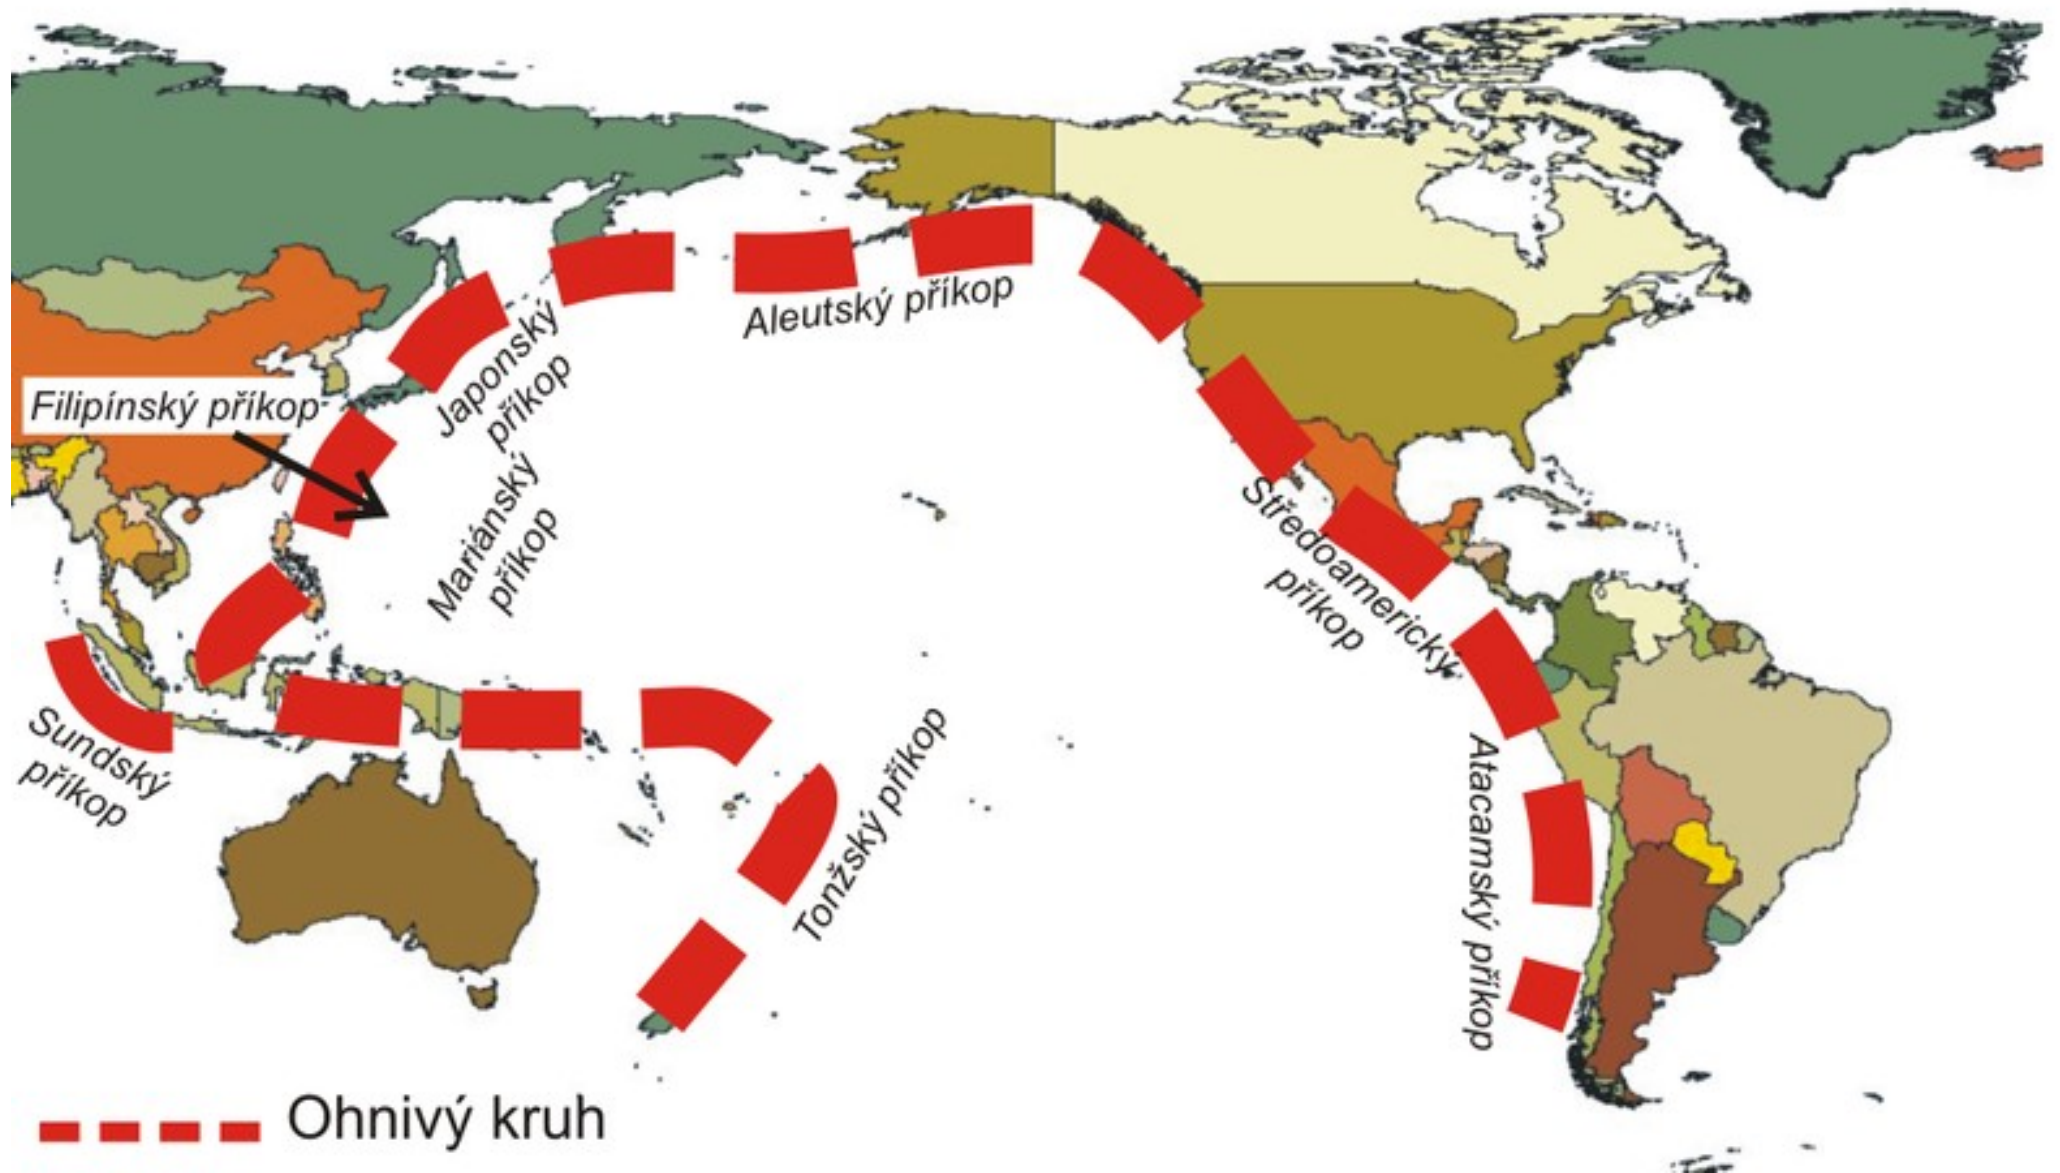 Aleutský příkop
Japonský
příkop
Filipínský příkop
Mariánský
příkop
Středoamerický
příkop
Sundský
příkop
Tonžský příkop
Atacamský příkop
Ohnivý kruh